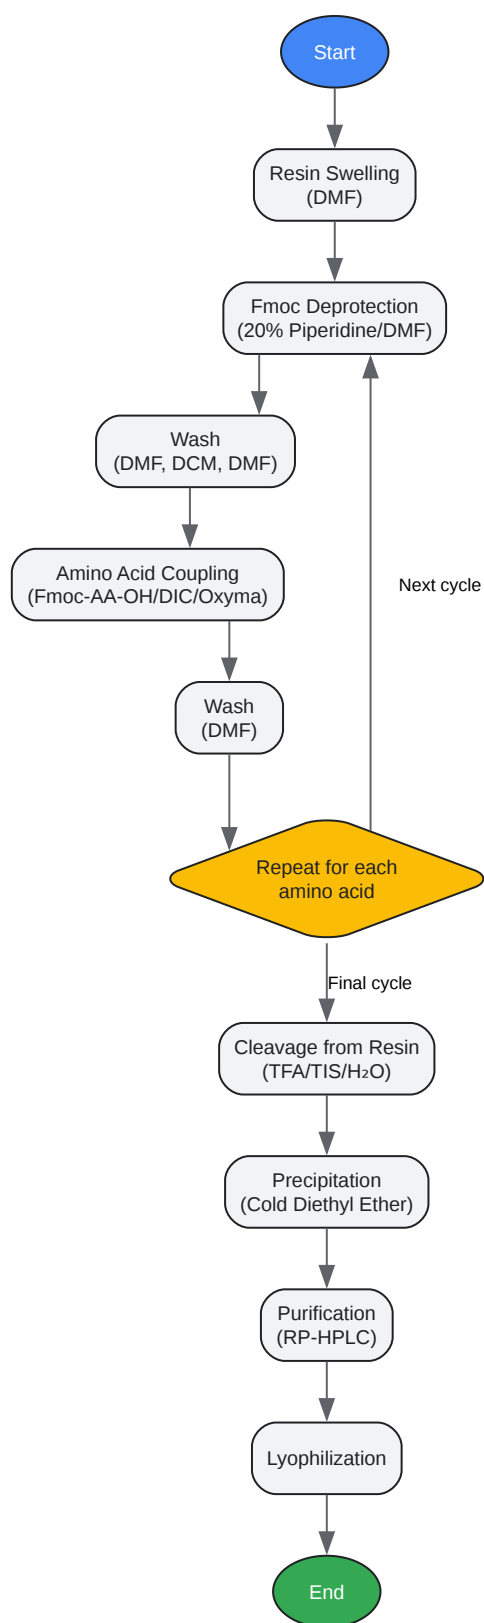 Start
Resin Swelling
(DMF)
Fmoc Deprotection
(20% Piperidine/DMF)
Wash
(DMF, DCM, DMF)
Amino Acid Coupling
(Fmoc-AA-OH/DIC/Oxyma)
Next cycle
Wash
(DMF)
Repeat for each
amino acid
Final cycle
Cleavage from Resin
(TFA/TIS/H₂O)
Precipitation
(Cold Diethyl Ether)
Purification
(RP-HPLC)
Lyophilization
End